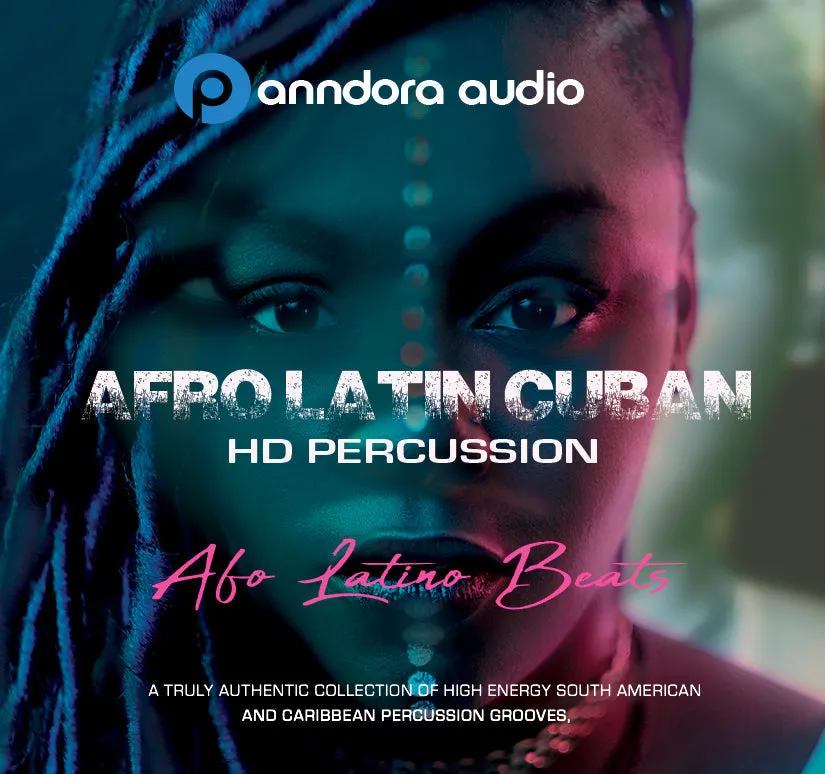 p anndora audio
AFRO LATIN CUBAN
HD PERCUSSION
Afo Latino Beats
A TRULY AUTHENTIC COLLECTION OF HIGH ENERGY SOUTH AMERICAN
AND CARIBBEAN PERCUSSION GROOVES,